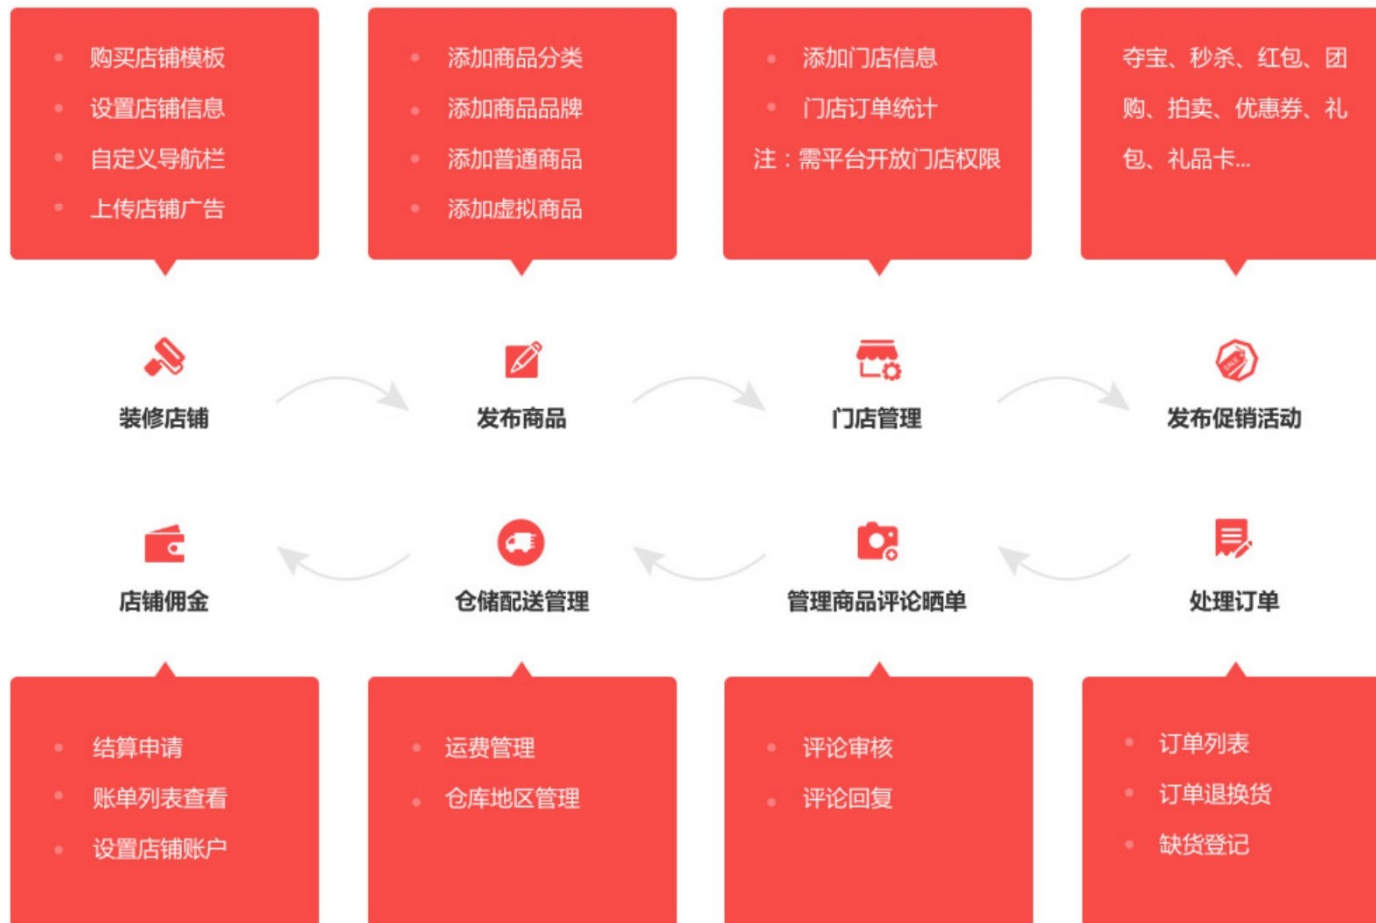 购买店铺模板
设置店铺信息
自定义导航栏
上传店铺广告
添加商品分类
添加商品品牌
添加普通商品
添加虚拟商品
添加门店信息
门店订单统计
注：需平台开放门店权限
夺宝、秒杀、红包、团
购、拍卖、优惠券、礼
包、礼品卡...
装修店铺
发布商品
门店管理
SALE
发布促销活动
店铺佣金
仓储配送管理
管理商品评论晒单
处理订单
结算申请
账单列表查看
设置店铺账户
运费管理
仓库地区管理
评论审核
评论回复
订单列表
订单退换货
缺货登记